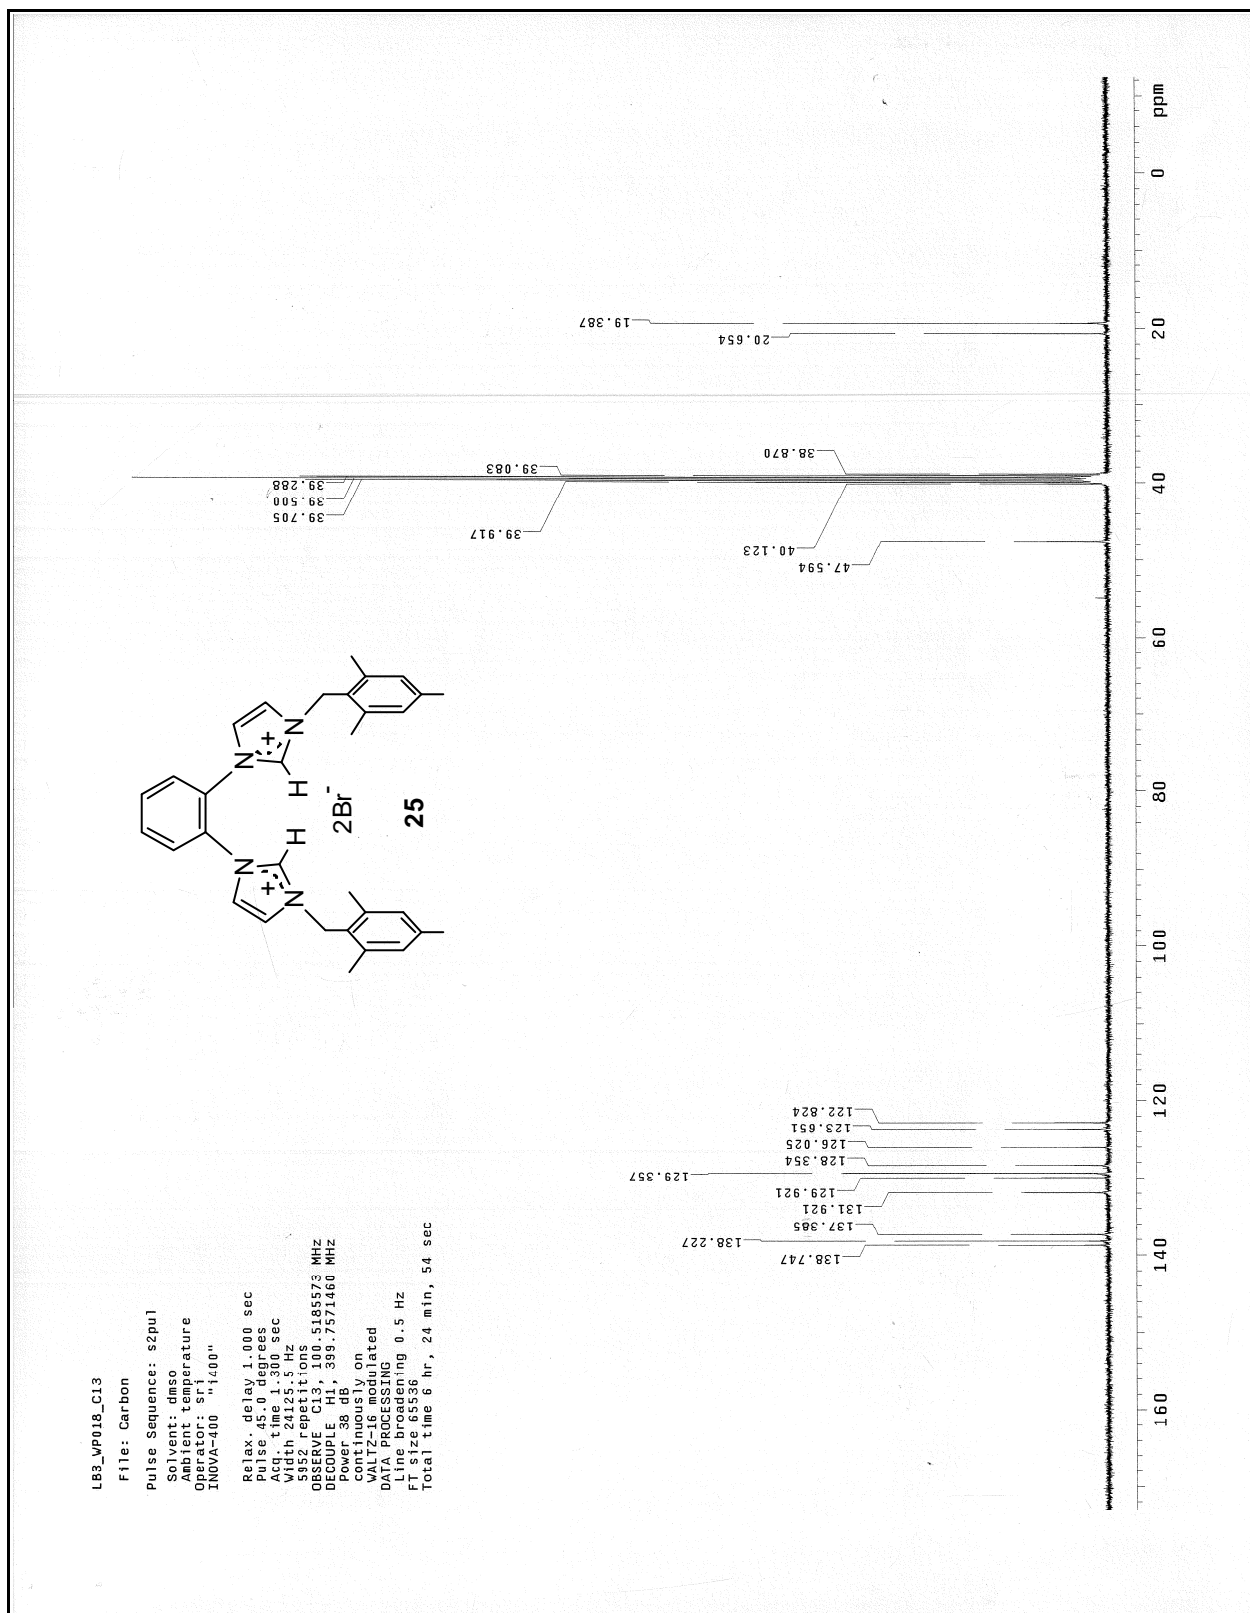 LB3_WP018_C13
File: Carbon
Pulse Sequence: s2pul
Solvent: dmso
Ambient temperature
Operator: sri
INOVA-400 "i400"
Relax. delay 1.000 sec
Pulse 45.0 degrees
Acq. time 1.300 sec
Width 24125.5 Hz
5952 repetitions
OBSERVE C13, 100.5185573 MHz
DECOUPLE H1, 399.7571460 MHz
Power 38 dB
continuously on
WALTZ-16 modulated
DATA PROCESSING
Line broadening 0.5 Hz
FT size 65536
Total time 6 hr, 24 min, 54 sec
N
N
+
H
N
N
+
H
2Br-
25
138.747
138.227
137.385
131.921
129.921
129.357
128.354
126.025
123.651
122.824
47.594
40.123
39.917
39.705
39.500
39.288
39.083
38.870
20.654
19.387
160
140
120
100
80
60
40
20
0
ppm